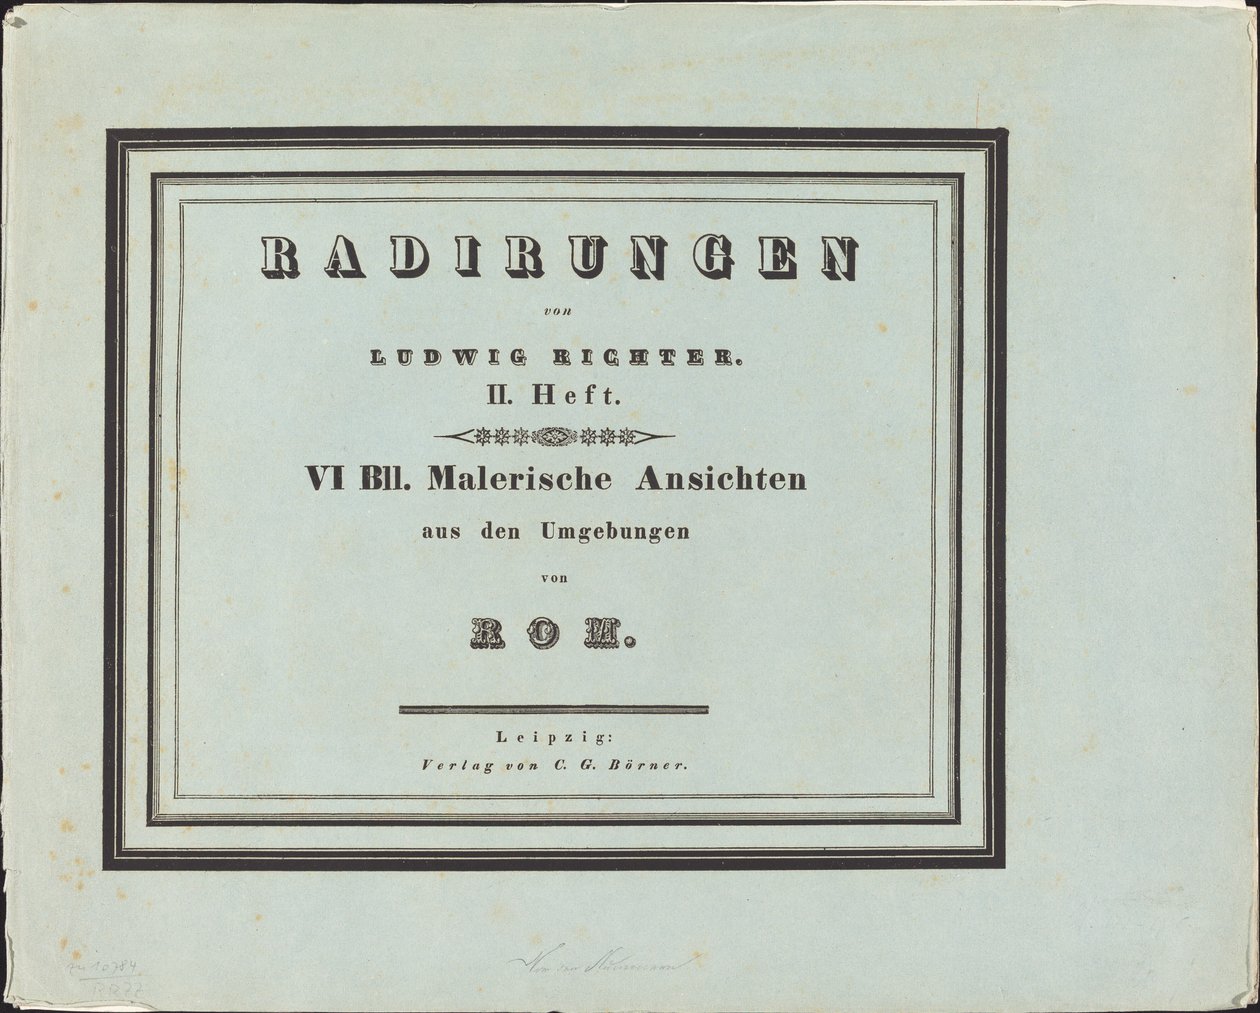 RADIRUNGEN
von
LUDWIG RICHTER.
II. Heft.
VI Bll. Malerische Ansichten
aus den Umgebungen
von
ROM.
Leipzig:
Verlag von C. G. Börner.